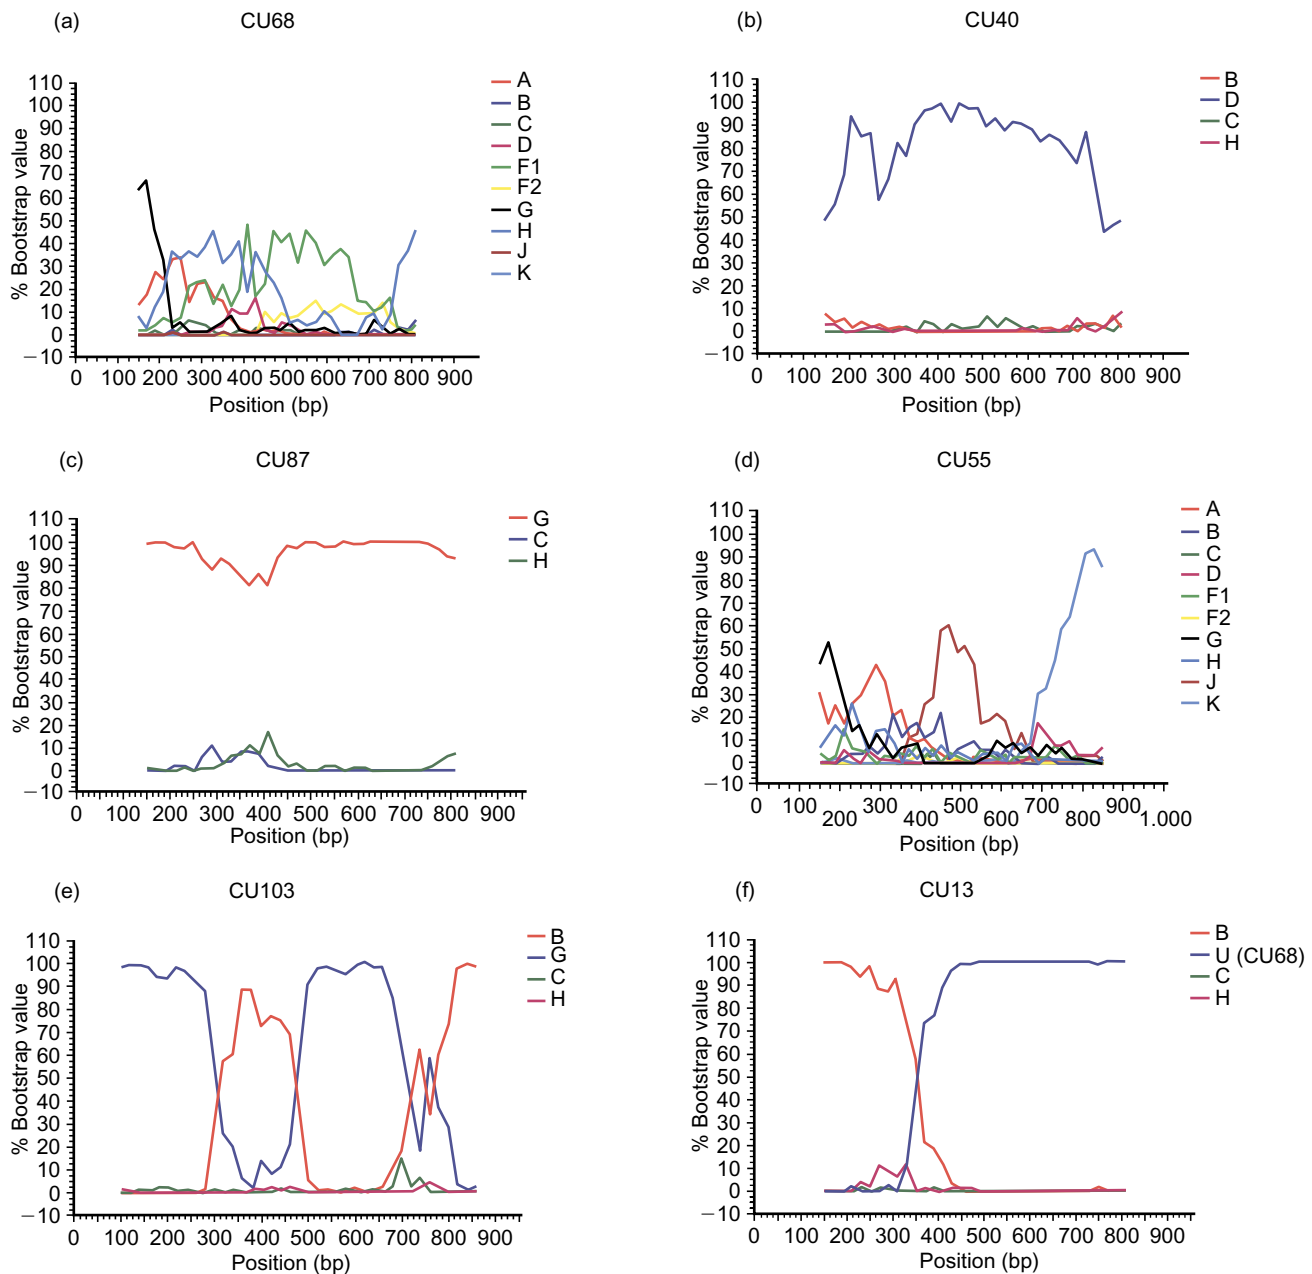 (a) CU68
110
100
90
80
70
60
50
40
30
20
10
0
−10
% Bootstrap value
0 100 200 300 400 500 600 700 800 900
Position (bp)
A
B
C
D
F1
F2
G
H
J
K
(b) CU40
110
100
90
80
70
60
50
40
30
20
10
0
−10
% Bootstrap value
0 100 200 300 400 500 600 700 800 900
Position (bp)
B
D
C
H
(c) CU87
110
100
90
80
70
60
50
40
30
20
10
0
−10
% Bootstrap value
0 100 200 300 400 500 600 700 800 900
Position (bp)
G
C
H
(d) CU55
110
100
90
80
70
60
50
40
30
20
10
0
−10
% Bootstrap value
0 100 200 300 400 500 600 700 800 900 1.000
Position (bp)
A
B
C
D
F1
F2
G
H
J
K
(e) CU103
110
100
90
80
70
60
50
40
30
20
10
0
−10
% Bootstrap value
0 100 200 300 400 500 600 700 800 900
Position (bp)
B
G
C
H
(f) CU13
110
100
90
80
70
60
50
40
30
20
10
0
−10
% Bootstrap value
0 100 200 300 400 500 600 700 800 900
Position (bp)
B
U (CU68)
C
H